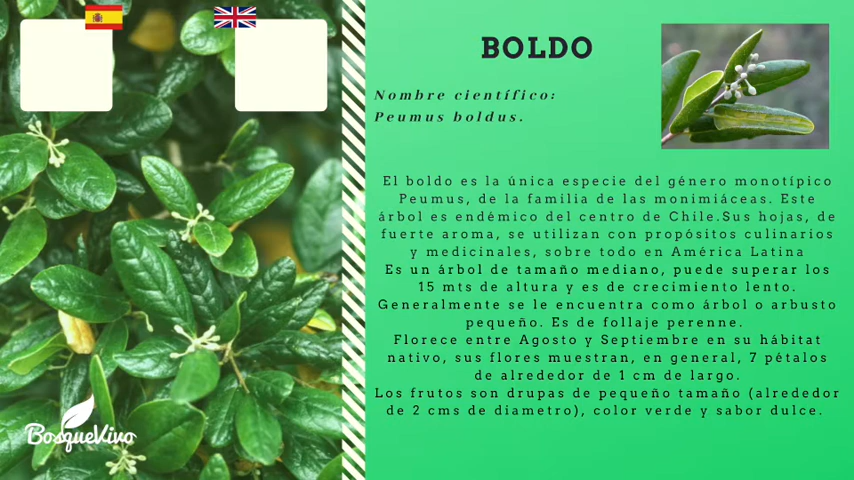 BOLDO
Nombre científico:
Peumus boldus.
El boldo es la única especie del género monotípico
Peumus, de la familia de las monimiáceas. Este
árbol es endémico del centro de Chile.Sus hojas, de
fuerte aroma, se utilizan con propósitos culinarios
y medicinales, sobre todo en América Latina
Es un árbol de tamaño mediano, puede superar los
15 mts de altura y es de crecimiento lento.
Generalmente se le encuentra como árbol o arbusto
pequeño. Es de follaje perenne.
Florece entre Agosto y Septiembre en su hábitat
nativo, sus flores muestran, en general, 7 pétalos
de alrededor de 1 cm de largo.
Los frutos son drupas de pequeño tamaño (alrededor
de 2 cms de diametro), color verde y sabor dulce.
BosqueVivo